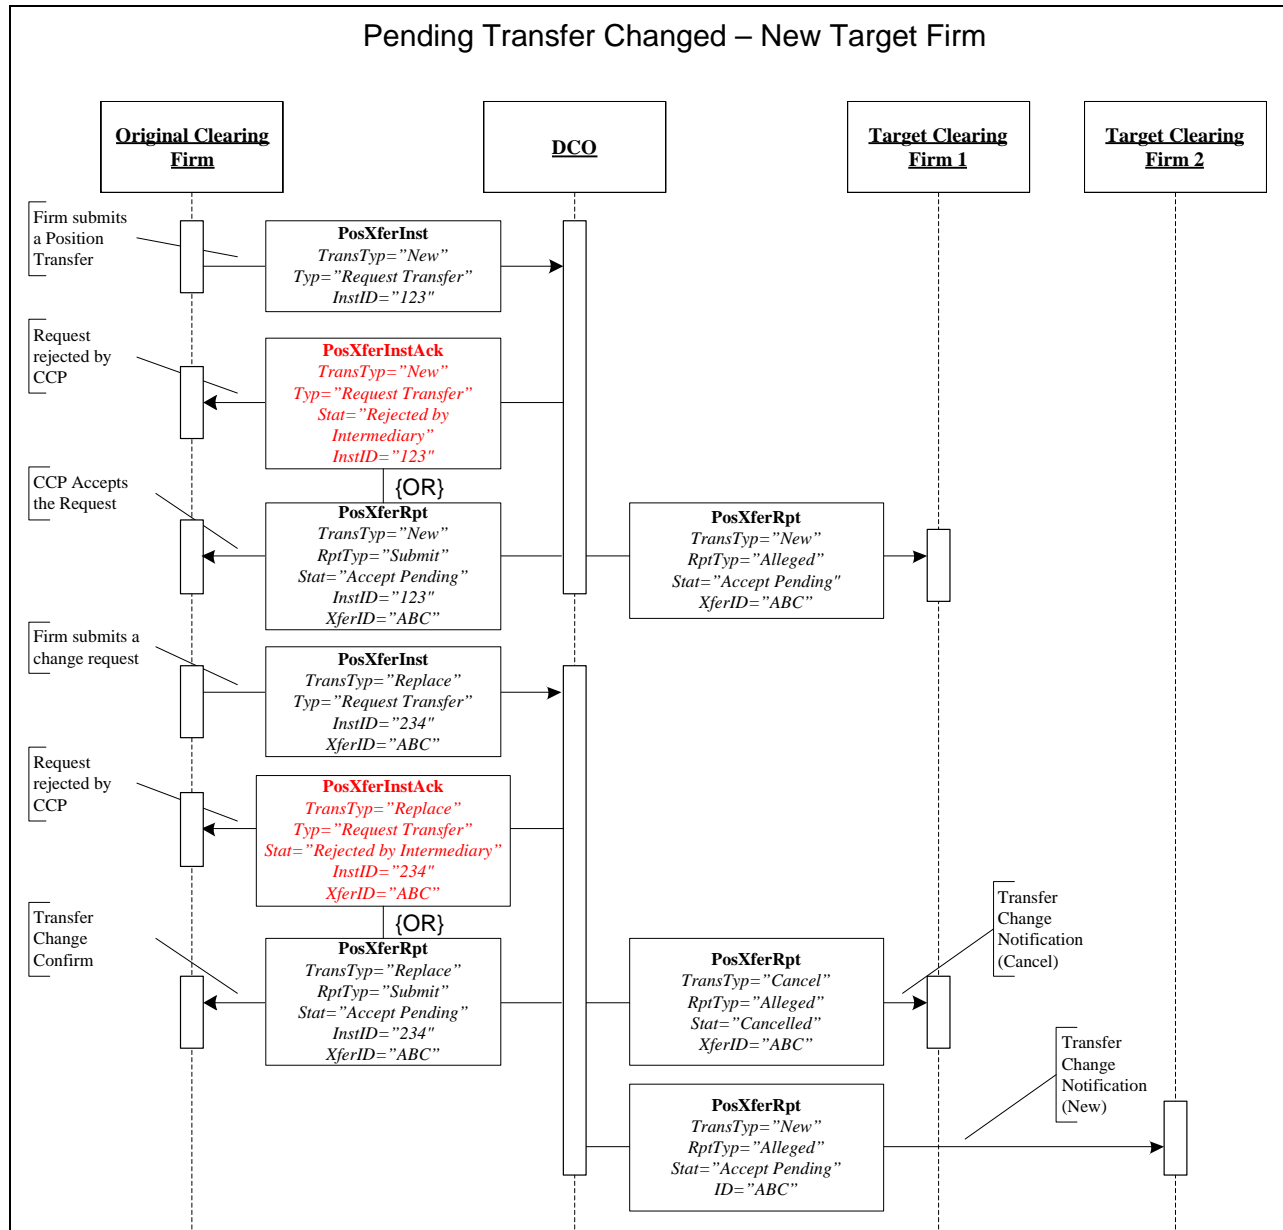 Pending Transfer Changed – New Target Firm
Original Clearing
Firm
DCO
Target Clearing
Firm 1
Target Clearing
Firm 2
Firm submits
a Position
Transfer
PosXferInst
TransTyp=”New”
Typ=”Request Transfer”
InstID=”123"
Request
rejected by
CCP
PosXferInstAck
TransTyp=”New”
Typ=”Request Transfer”
Stat=”Rejected by
Intermediary”
InstID=”123"
{OR}
CCP Accepts
the Request
PosXferRpt
TransTyp=”New”
RptTyp=”Submit”
Stat=”Accept Pending”
InstID=”123"
XferID=”ABC”
PosXferRpt
TransTyp=”New”
RptTyp=”Alleged”
Stat=”Accept Pending"
XferID=”ABC”
Firm submits a
change request
PosXferInst
TransTyp=”Replace”
Typ=”Request Transfer”
InstID=”234"
XferID=”ABC”
Request
rejected by
CCP
PosXferInstAck
TransTyp=”Replace”
Typ=”Request Transfer”
Stat=”Rejected by Intermediary”
InstID=”234"
XferID=”ABC”
{OR}
Transfer
Change
Confirm
PosXferRpt
TransTyp=”Replace”
RptTyp=”Submit”
Stat=”Accept Pending”
InstID=”234"
XferID=”ABC”
PosXferRpt
TransTyp=”Cancel”
RptTyp=”Alleged”
Stat=”Cancelled”
XferID=”ABC”
Transfer
Change
Notification
(Cancel)
PosXferRpt
TransTyp=”New”
RptTyp=”Alleged”
Stat=”Accept Pending”
ID=”ABC”
Transfer
Change
Notification
(New)